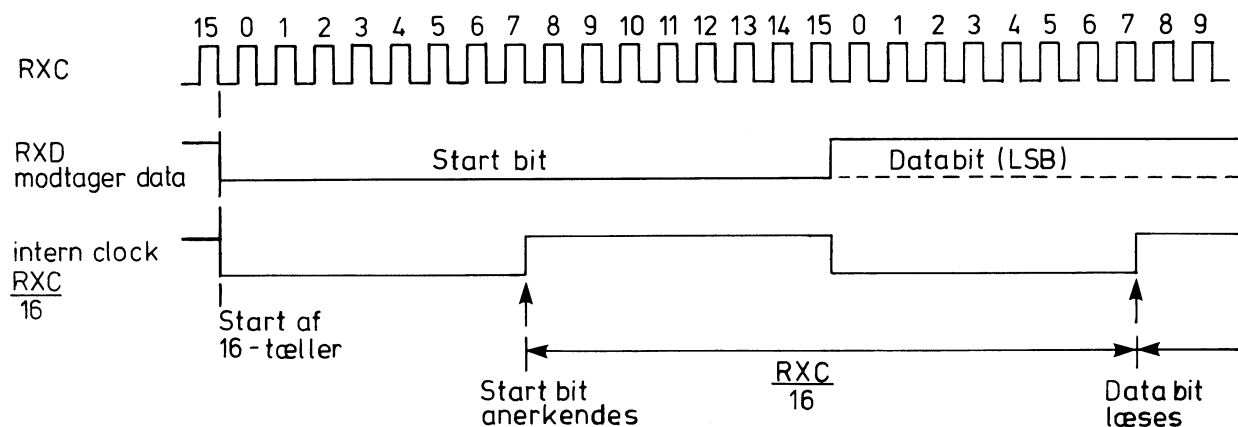 15 0 1 2 3 4 5 6 7 8 9 10 11 12 13 14 15 0 1 2 3 4 5 6 7 8 9
RXC
RXD
modtager data
Start bit
Databit (LSB)
intern clock
RXC
16
Start af
16-tæller
Start bit
anerkendes
RXC
16
Databit
læses